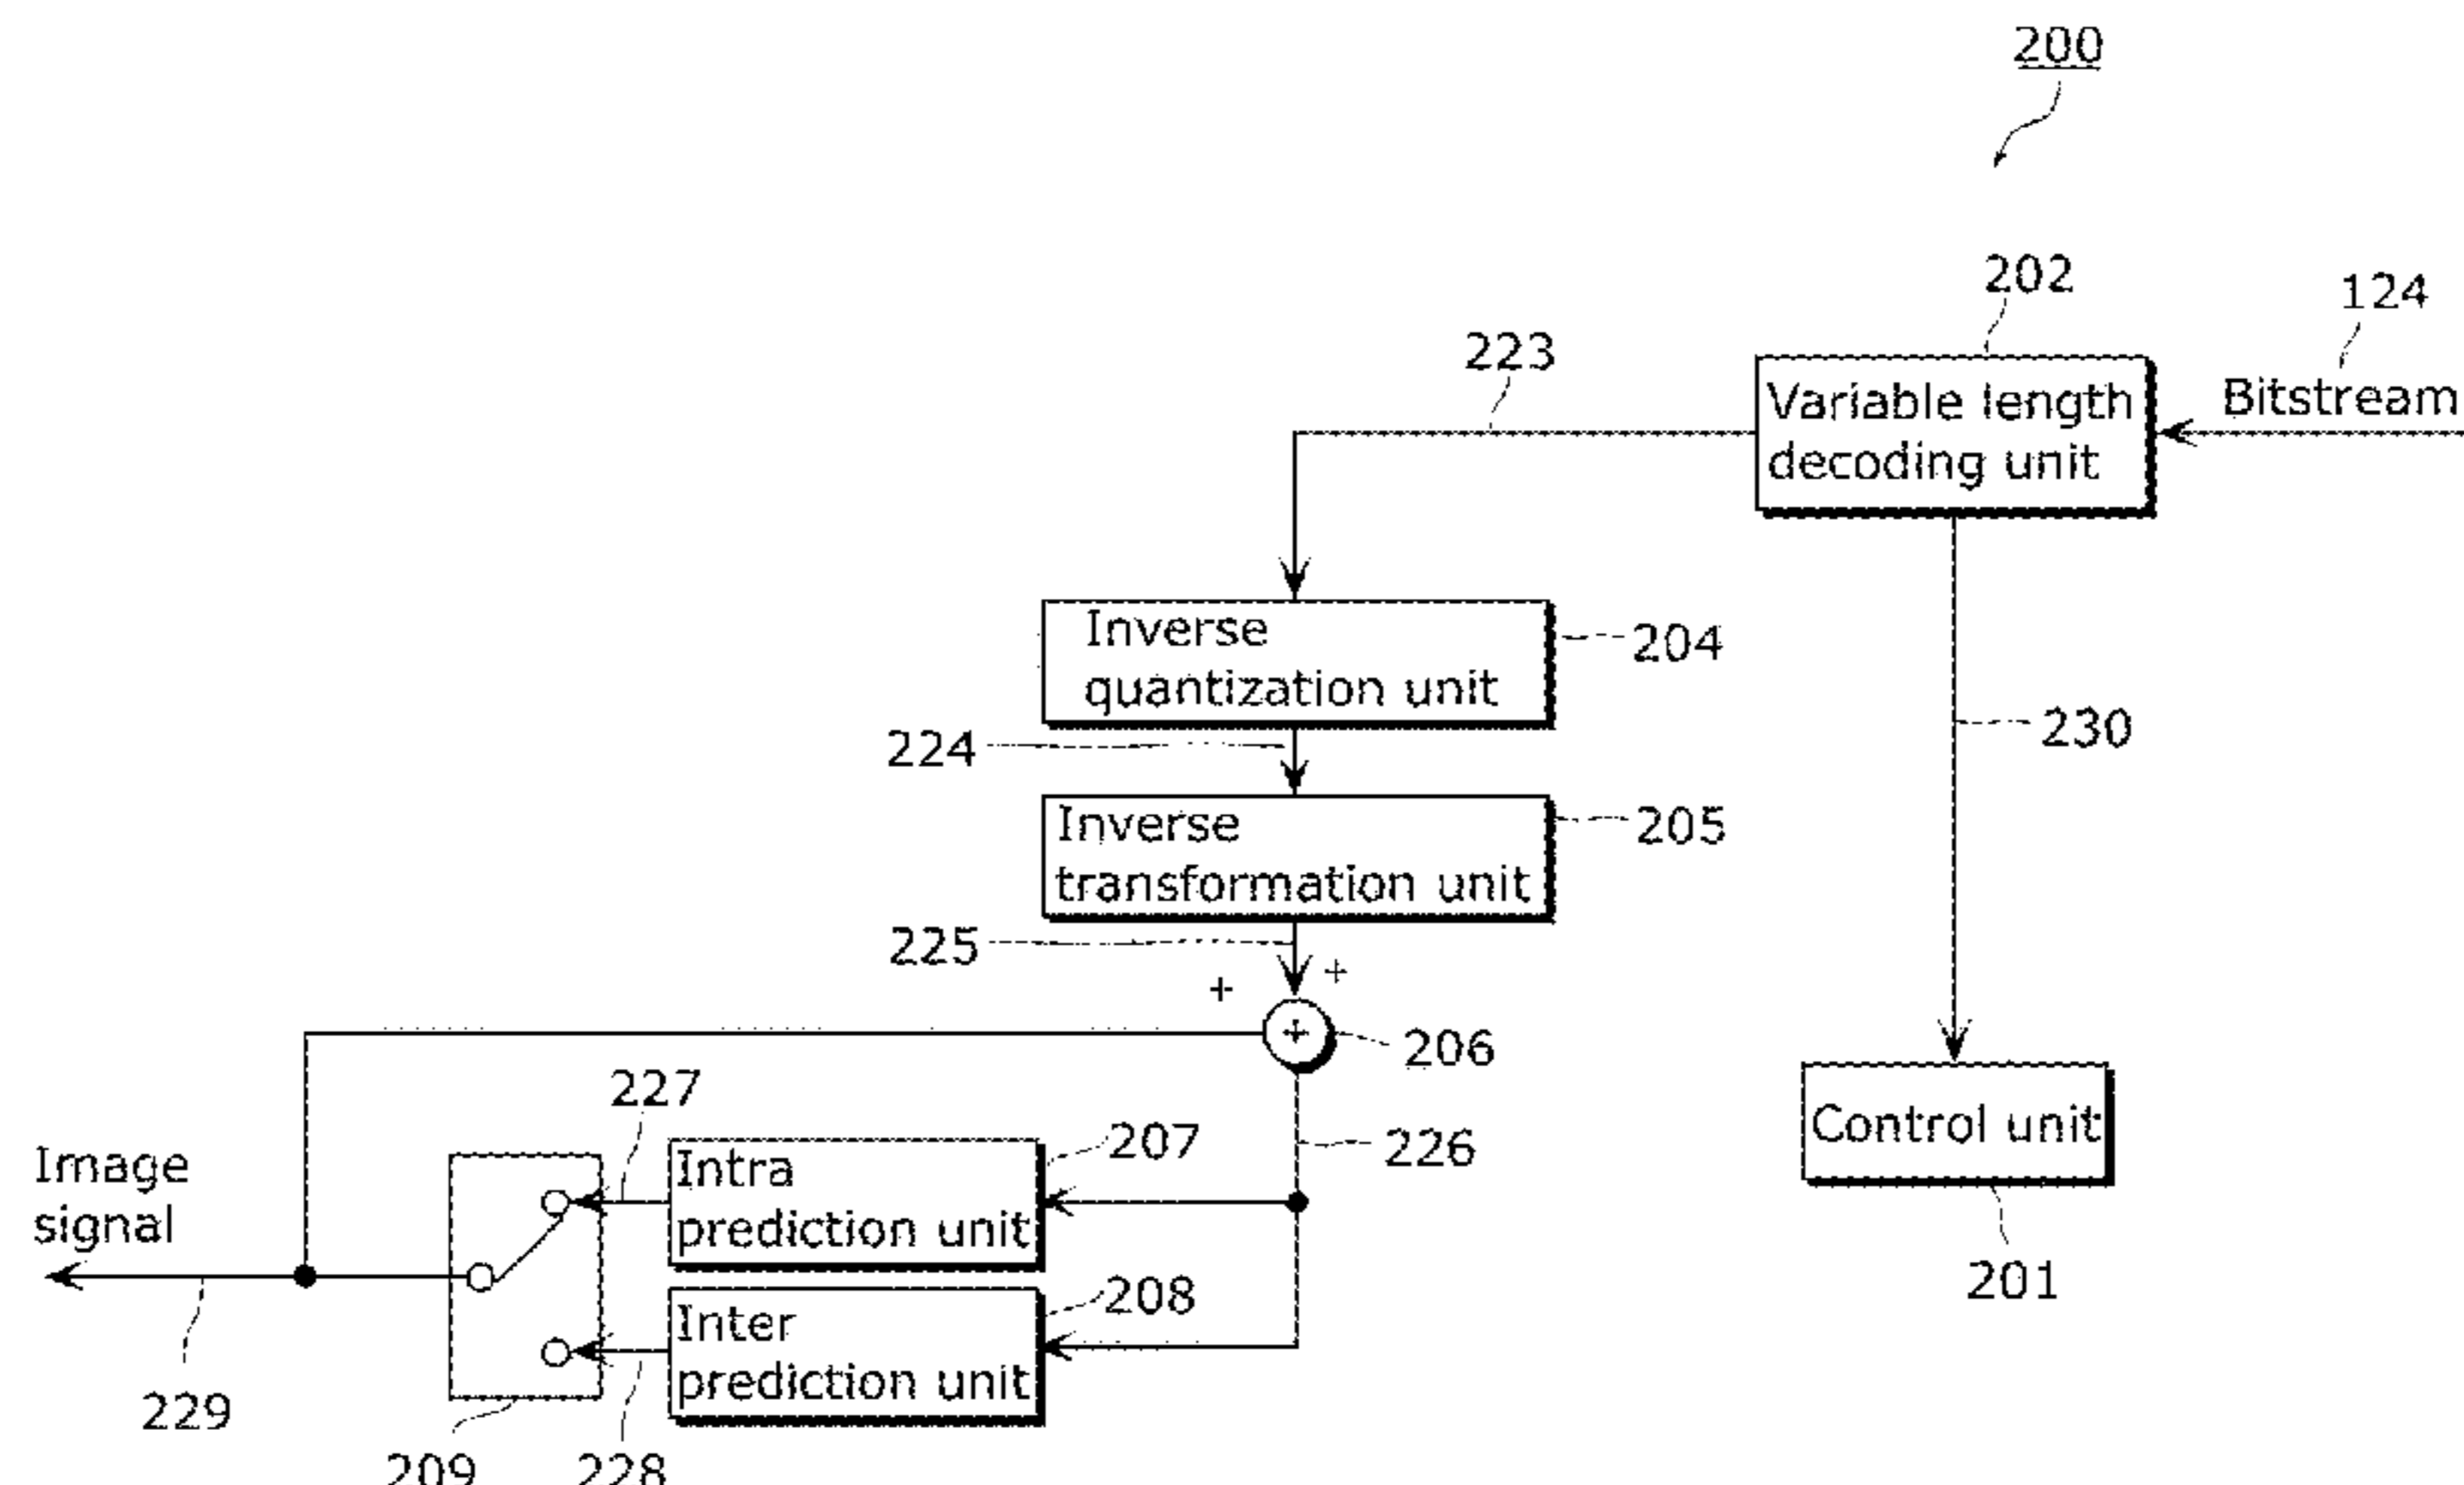 200
202
124
223
Variable length
decoding unit
Bitstream
Inverse
quantization unit
204
224
230
Inverse
transformation unit
205
225
+
+
+
206
227
207
226
Control unit
Image
signal
Intra
prediction unit
208
201
Inter
prediction unit
229
209
228